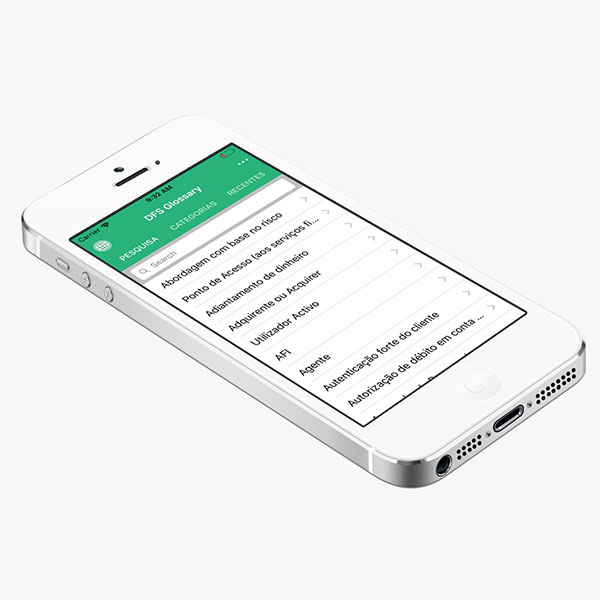 Carrier 9:32 AM
DFS Glossary
PESQUISA CATEGORIAS RECENTES
Search
Abordagem com base no risco
Ponto de Acesso (aos serviços fi...
Adiantamento de dinheiro
Adquirente ou Acquirer
Utilizador Activo
AFI
Agente
Autenticação forte do cliente
Autorização de débito em conta ...